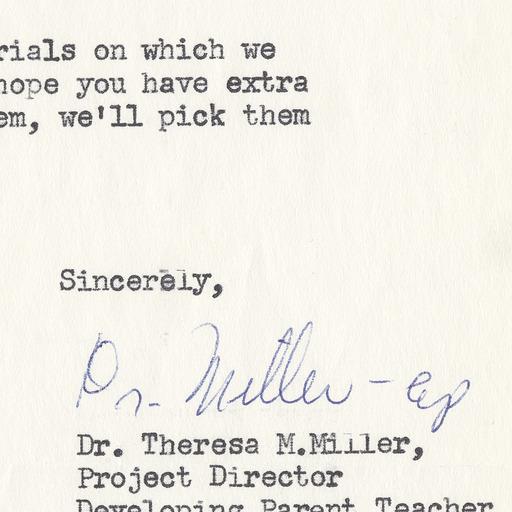 rials on which we
hope you have extra
em, we'll pick them
Sincerely,
Dr. Miller - ep
Dr. Theresa M.Miller,
Project Director
Developing Parent Teacher